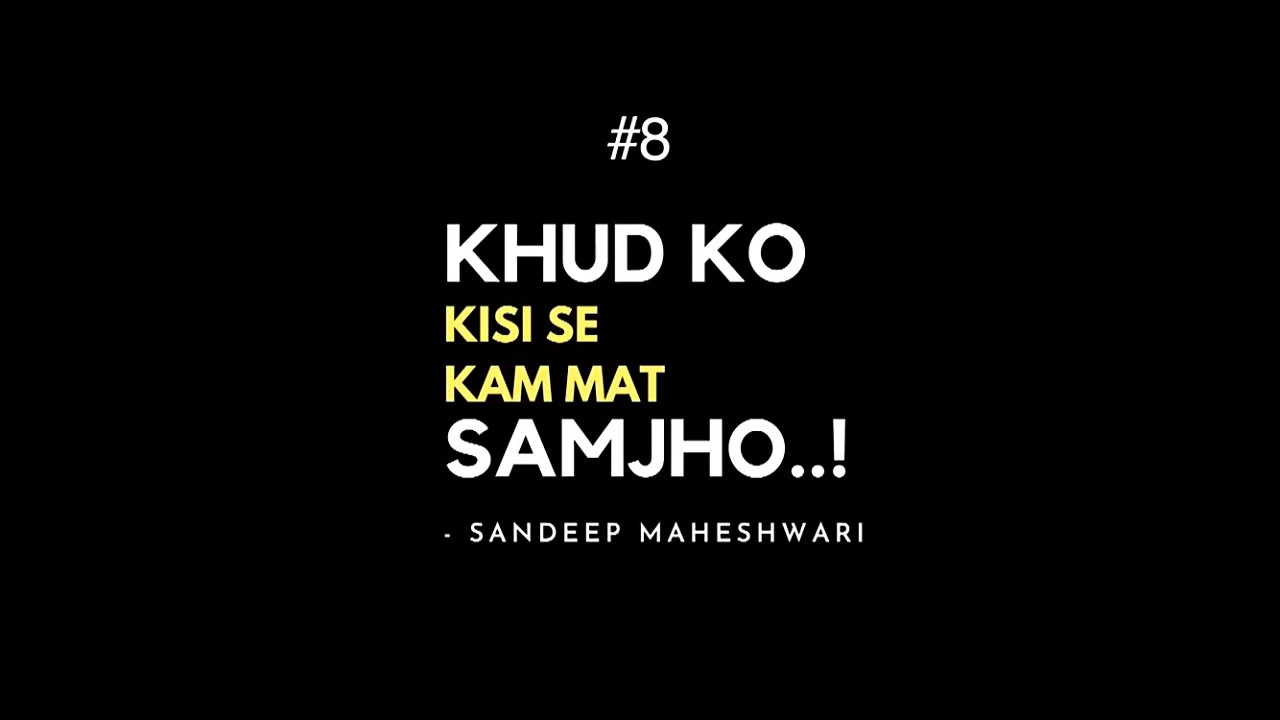 #8
KHUD KO
KISI SE
KAM MAT
SAMJHO..!
- SANDEEP MAHESHWARI